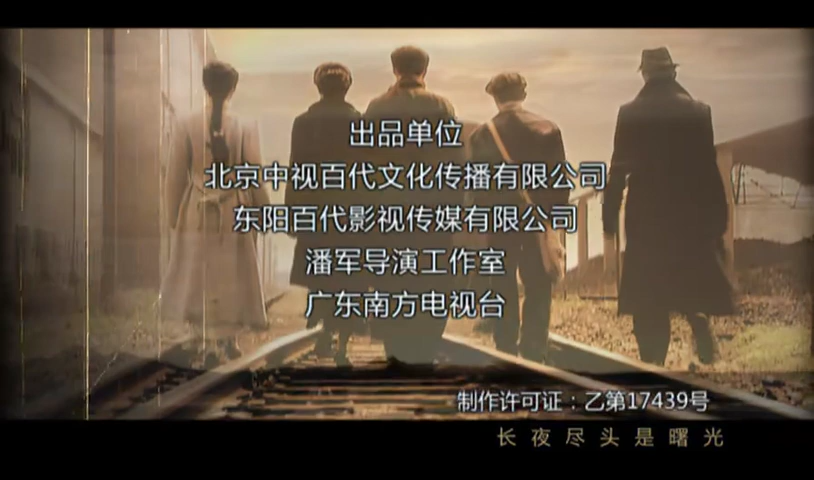 出品单位
北京中视百代文化传播有限公司
东阳百代影视传媒有限公司
潘军导演工作室
广东南方电视台
制作许可证：乙第17439号
长夜尽头是曙光